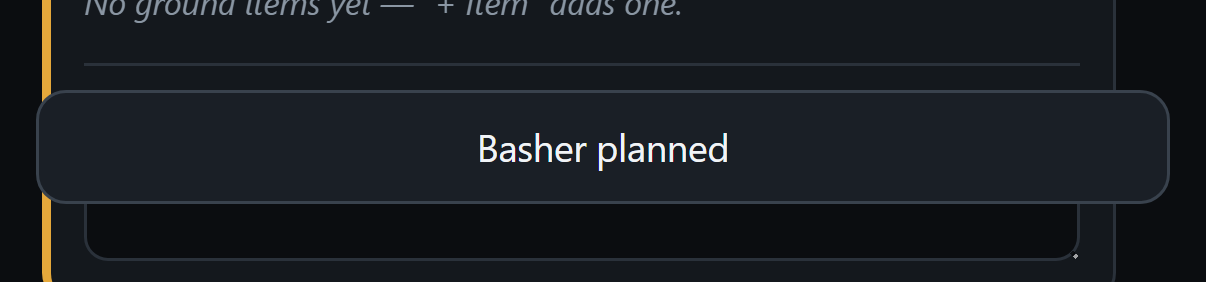 No ground items yet — "+ Item" adds one.
Basher planned